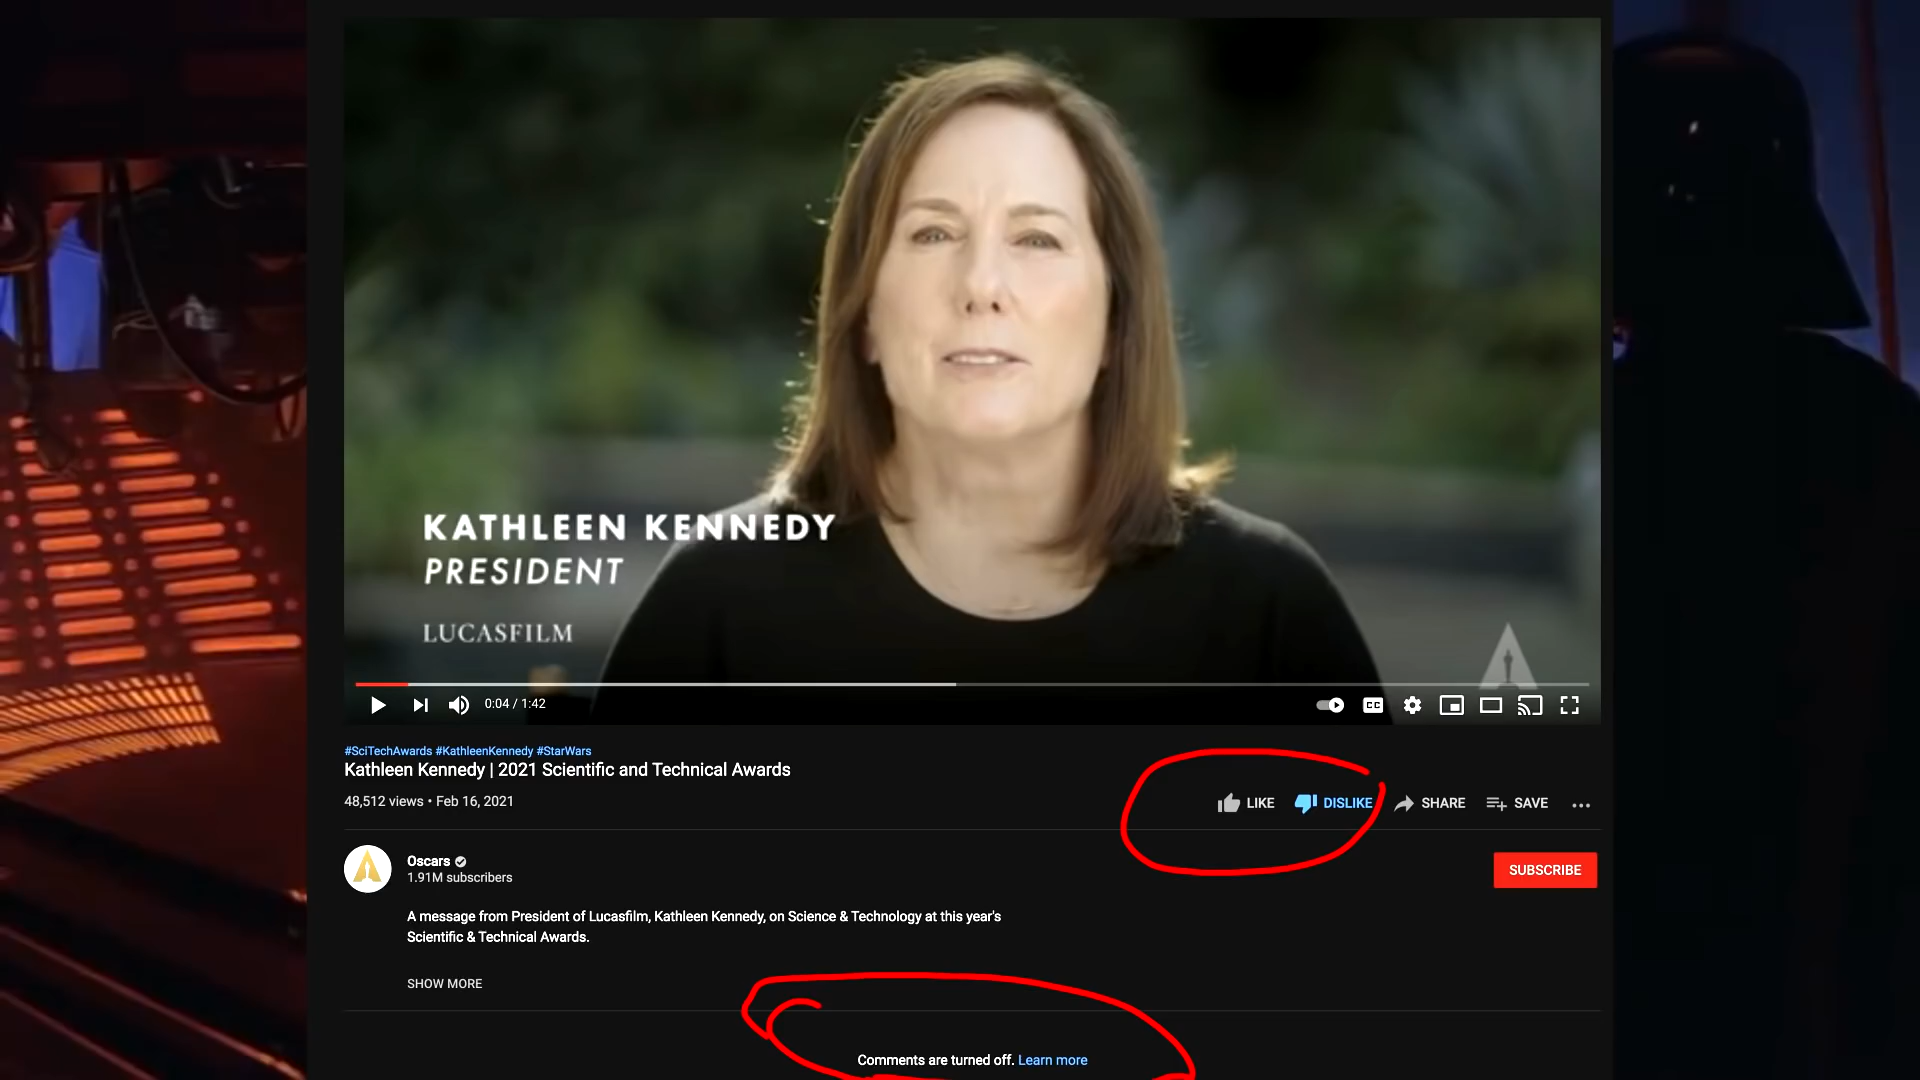 KATHLEEN KENNEDY
PRESIDENT
LUCASFILM
0:04 / 1:42
CC
#SciTechAwards #KathleenKennedy #StarWars
Kathleen Kennedy | 2021 Scientific and Technical Awards
48,512 views • Feb 16, 2021
LIKE DISLIKE SHARE SAVE
Oscars
1.91M subscribers
SUBSCRIBE
A message from President of Lucasfilm, Kathleen Kennedy, on Science & Technology at this year's
Scientific & Technical Awards.
SHOW MORE
Comments are turned off. Learn more